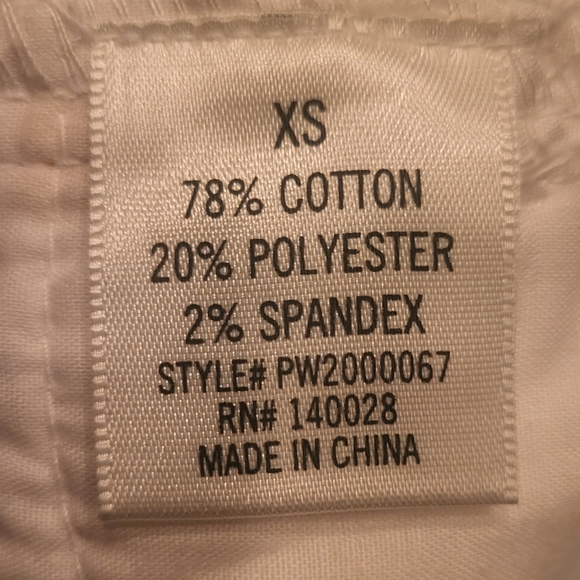 XS
78% COTTON
20% POLYESTER
2% SPANDEX
STYLE# PW2000067
RN# 140028
MADE IN CHINA